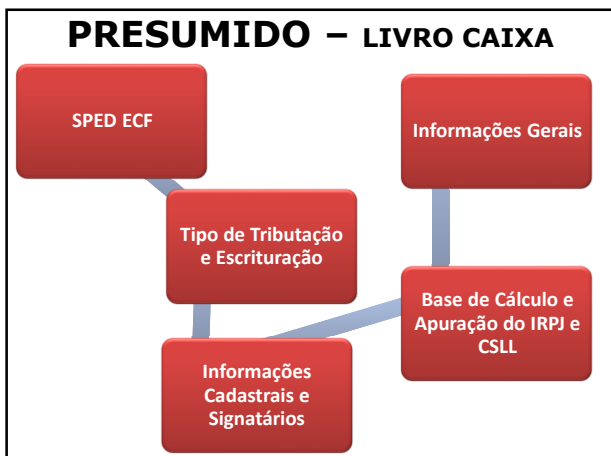 PRESUMIDO – LIVRO CAIXA
SPED ECF
Tipo de Tributação
e Escrituração
Informações
Cadastrais e
Signatários
Base de Cálculo e
Apuração do IRPJ e
CSLL
Informações Gerais